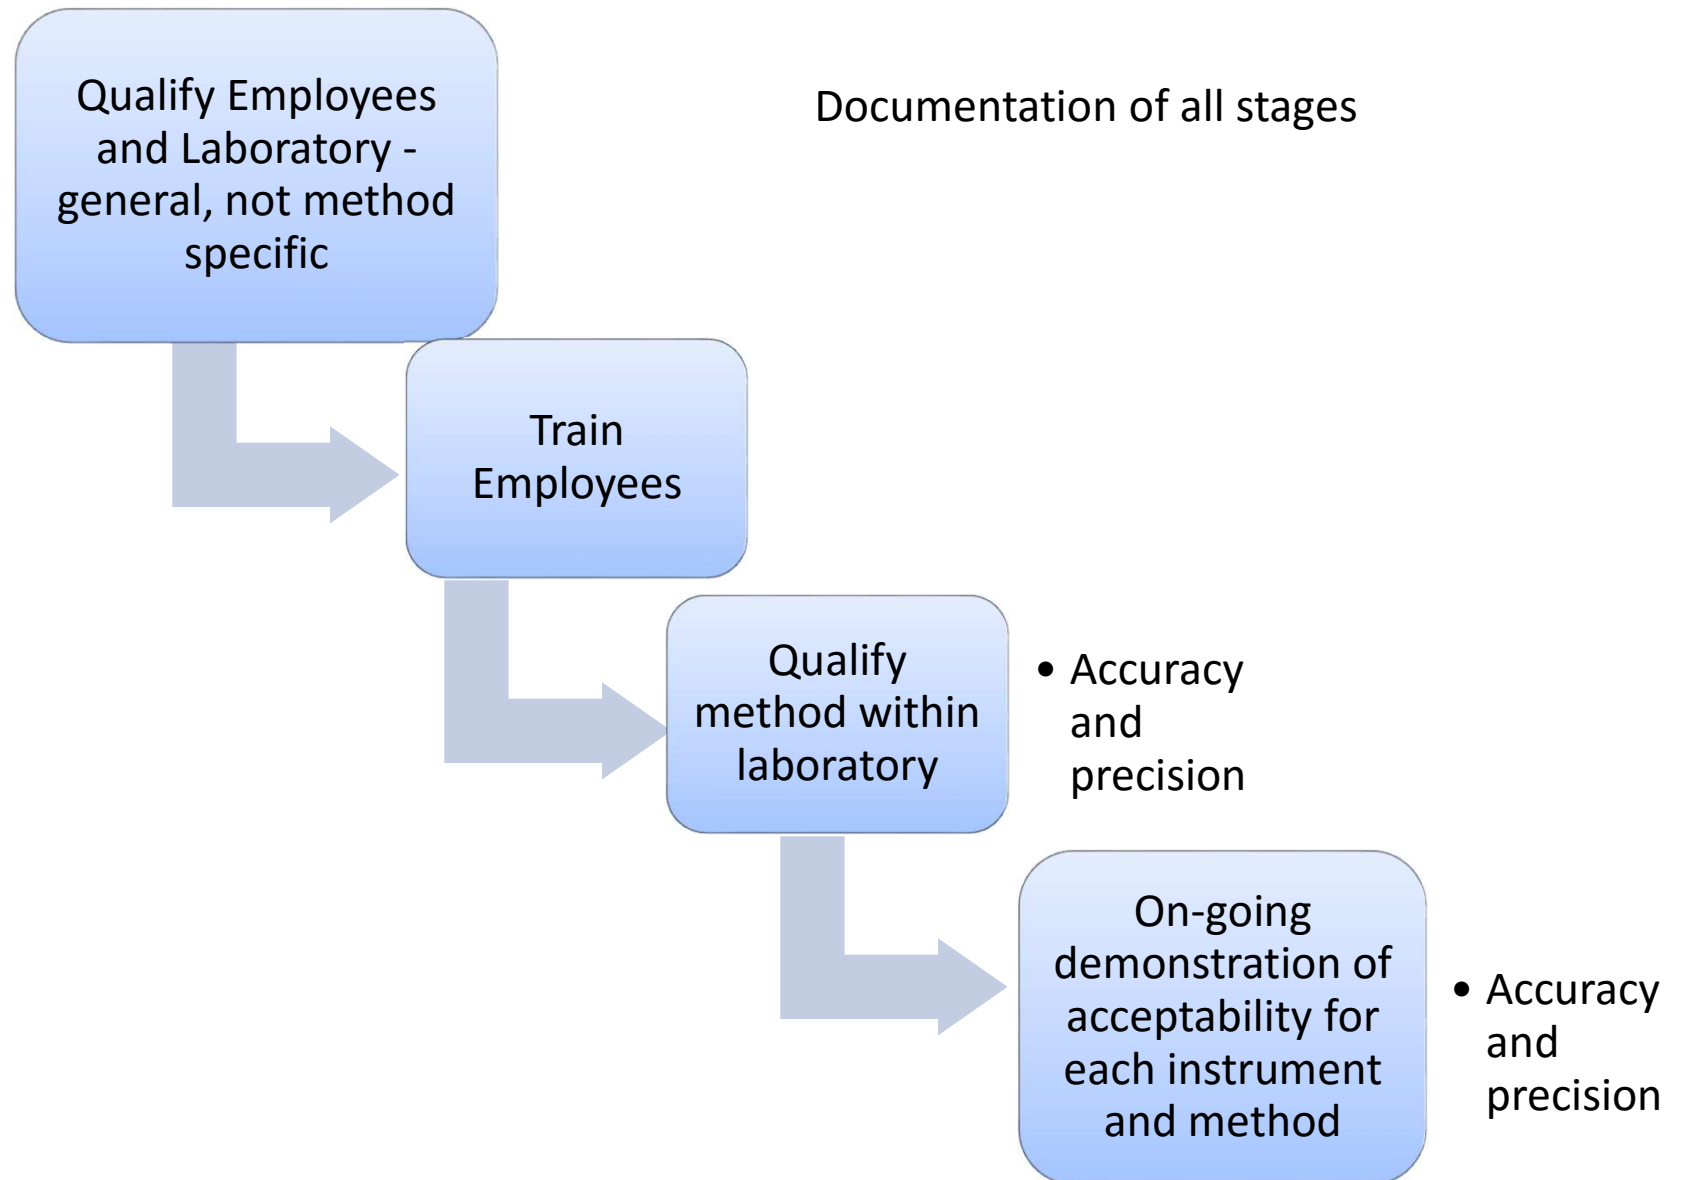 Qualify Employees
and Laboratory -
general, not method
specific
Documentation of all stages
Train
Employees
Qualify
method within
laboratory
• Accuracy
and
precision
On-going
demonstration of
acceptability for
each instrument
and method
• Accuracy
and
precision